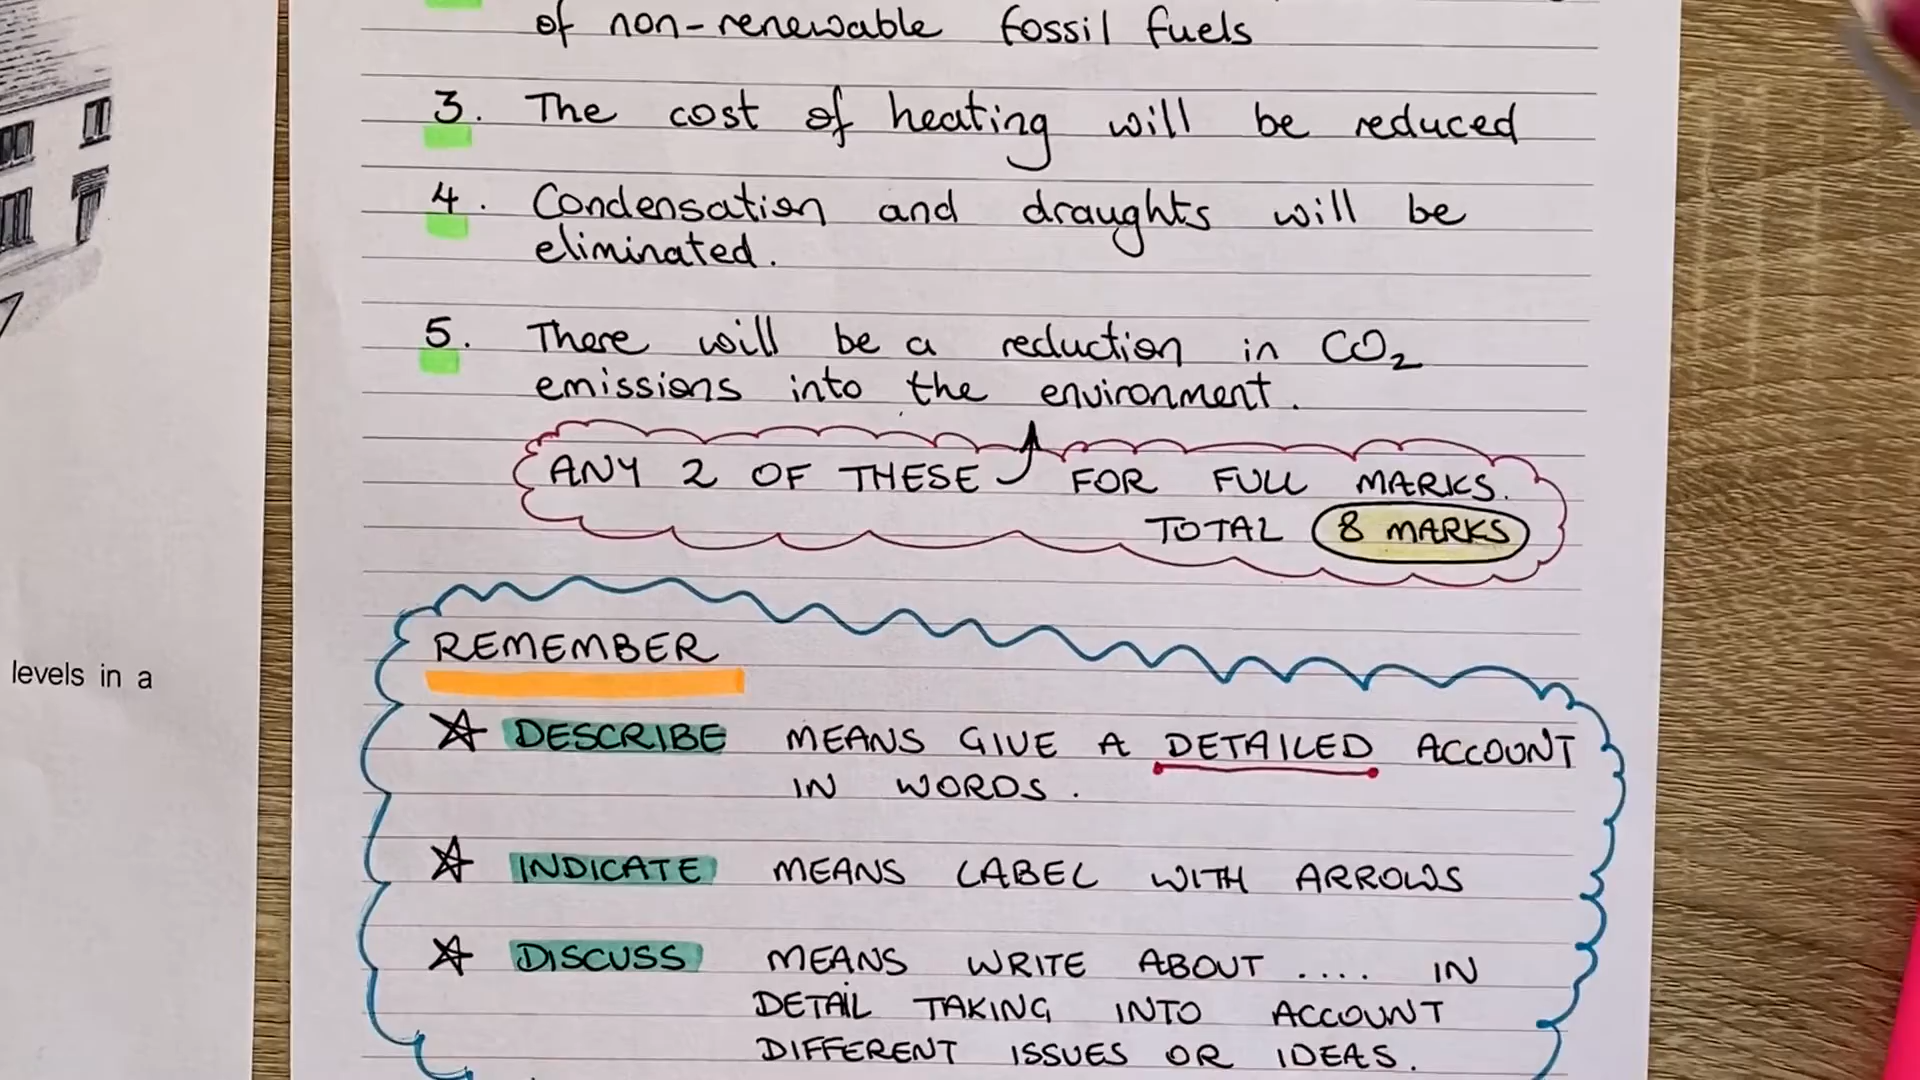 of non-renewable fossil fuels
3. The cost of heating will be reduced
4. Condensation and draughts will be
eliminated.
5. There will be a reduction in CO₂
emissions into the environment.
ANY 2 OF THESE FOR FULL MARKS.
TOTAL 8 MARKS
REMEMBER
DESCRIBE MEANS GIVE A DETAILED ACCOUNT
IN WORDS.
INDICATE MEANS LABEL WITH ARROWS
DISCUSS MEANS WRITE ABOUT .... IN
DETAIL TAKING INTO ACCOUNT
DIFFERENT ISSUES OR IDEAS.
levels in a